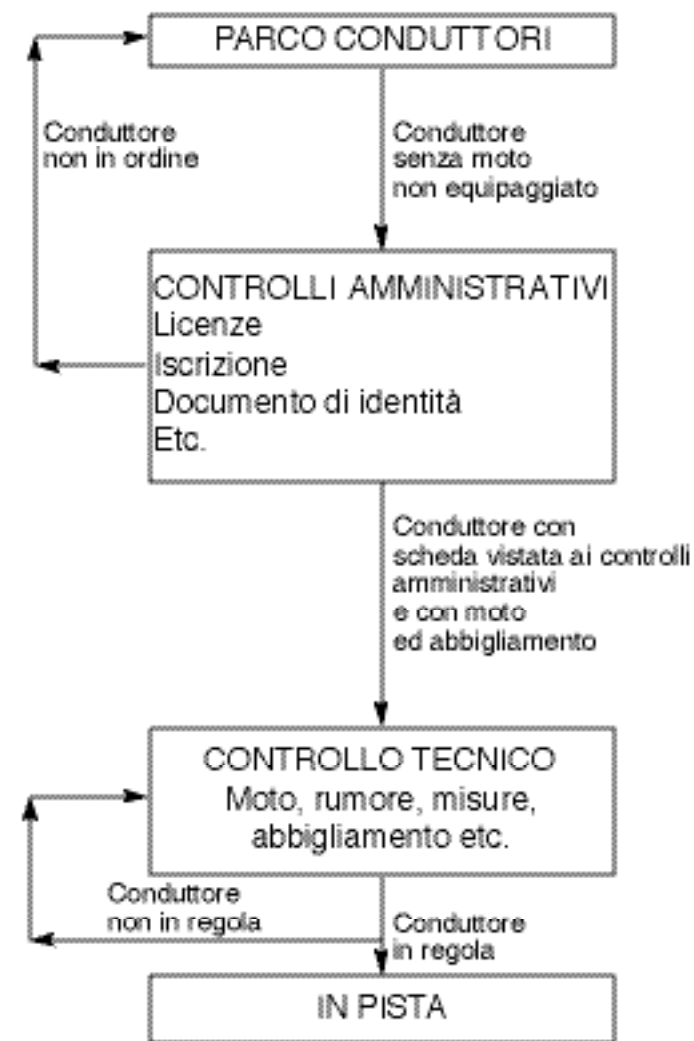 PARCO CONDUTTORI
Conduttore
non in ordine
Conduttore
senza moto
non equipaggiato
CONTROLLI AMMINISTRATIVI
Licenze
Iscrizione
Documento di identità
Etc.
Conduttore con
scheda vistata ai controlli
amministrativi
e con moto
ed abbigliamento
CONTROLLO TECNICO
Moto, rumore, misure,
abbigliamento etc.
Conduttore
non in regola
Conduttore
in regola
IN PISTA